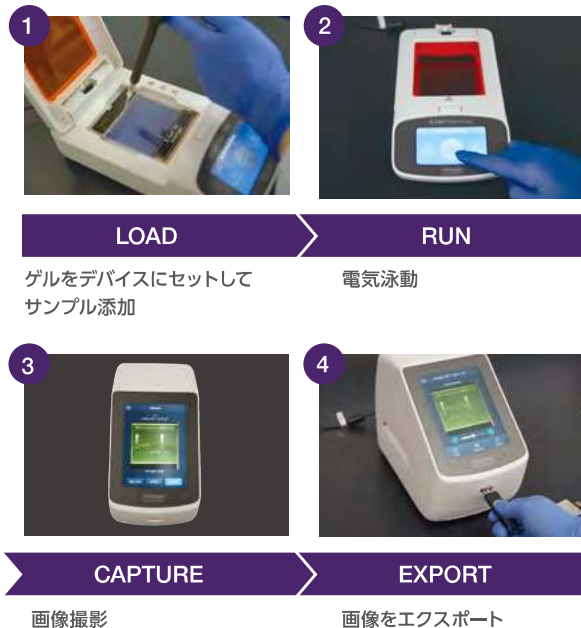 1
2
LOAD
RUN
ゲルをデバイスにセットして
サンプル添加
電気泳動
3
4
CAPTURE
EXPORT
画像撮影
画像をエクスポート